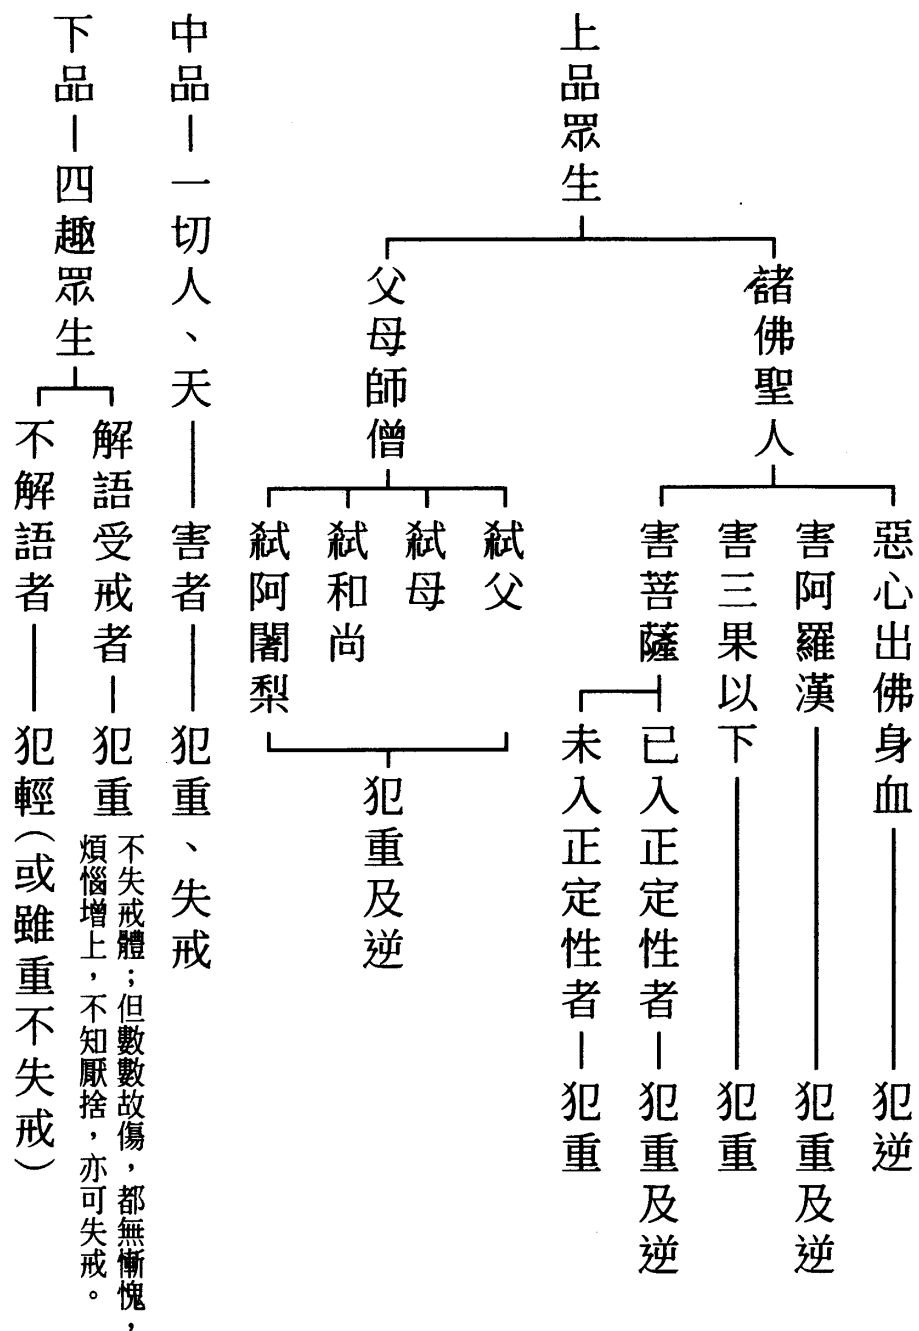 上品眾生
諸佛聖人
惡心出佛身血
犯逆
害阿羅漢
犯重及逆
害三果以下
犯重
害菩薩
已入正定性者
犯重及逆
未入正定性者
犯重
父母師僧
弒父
弒母
弒和尚
弒阿闍梨
犯重及逆
中品
一切人、天
害者
犯重、失戒
下品
四趣眾生
解語受戒者
犯重
不失戒體；但數數故傷，都無慚愧，
煩惱增上，不知厭捨，亦可失戒。
不解語者
犯輕（或雖重不失戒）